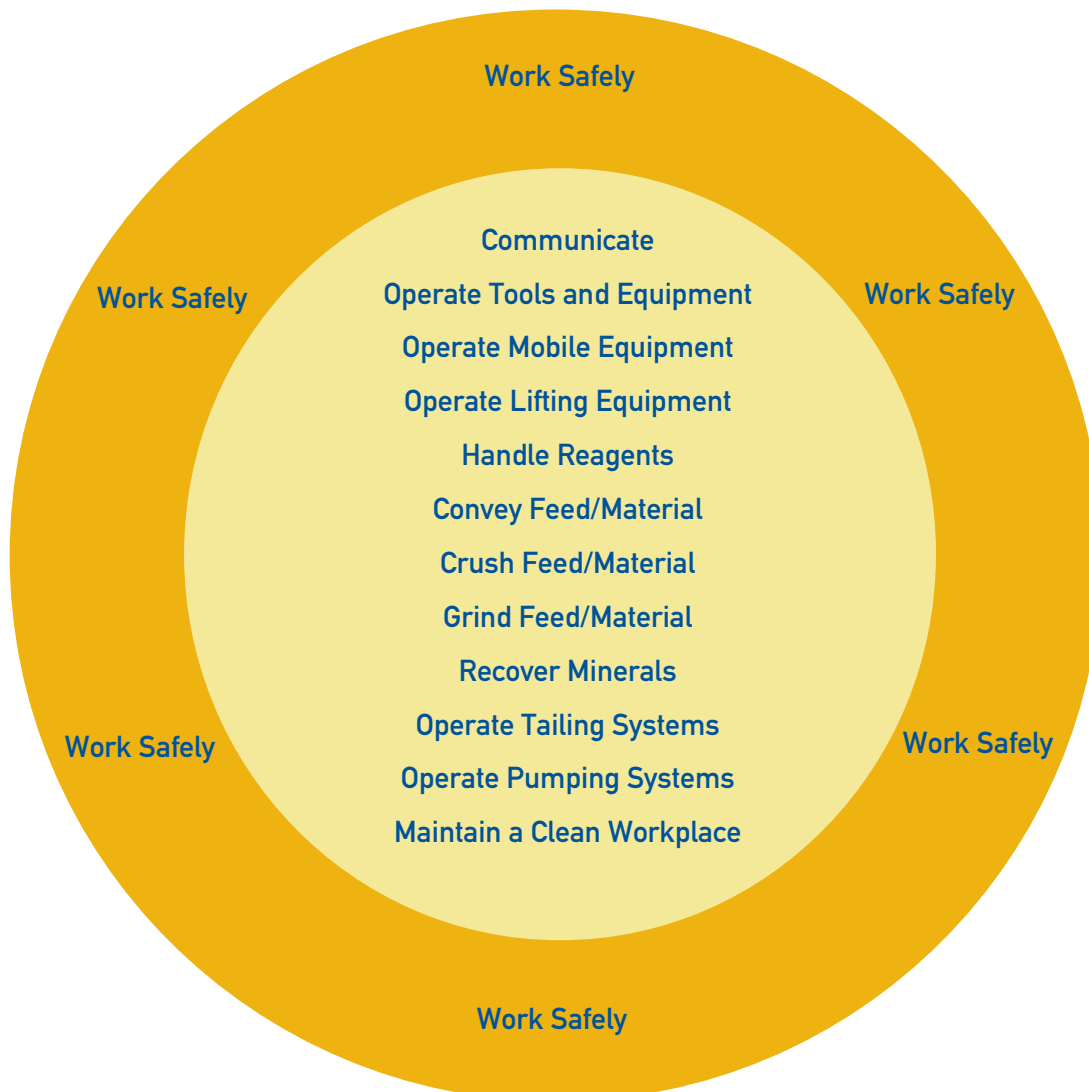 Work Safely
Communicate
Work Safely
Operate Tools and Equipment
Work Safely
Operate Mobile Equipment
Operate Lifting Equipment
Handle Reagents
Convey Feed/Material
Crush Feed/Material
Grind Feed/Material
Recover Minerals
Operate Tailing Systems
Work Safely
Work Safely
Operate Pumping Systems
Maintain a Clean Workplace
Work Safely